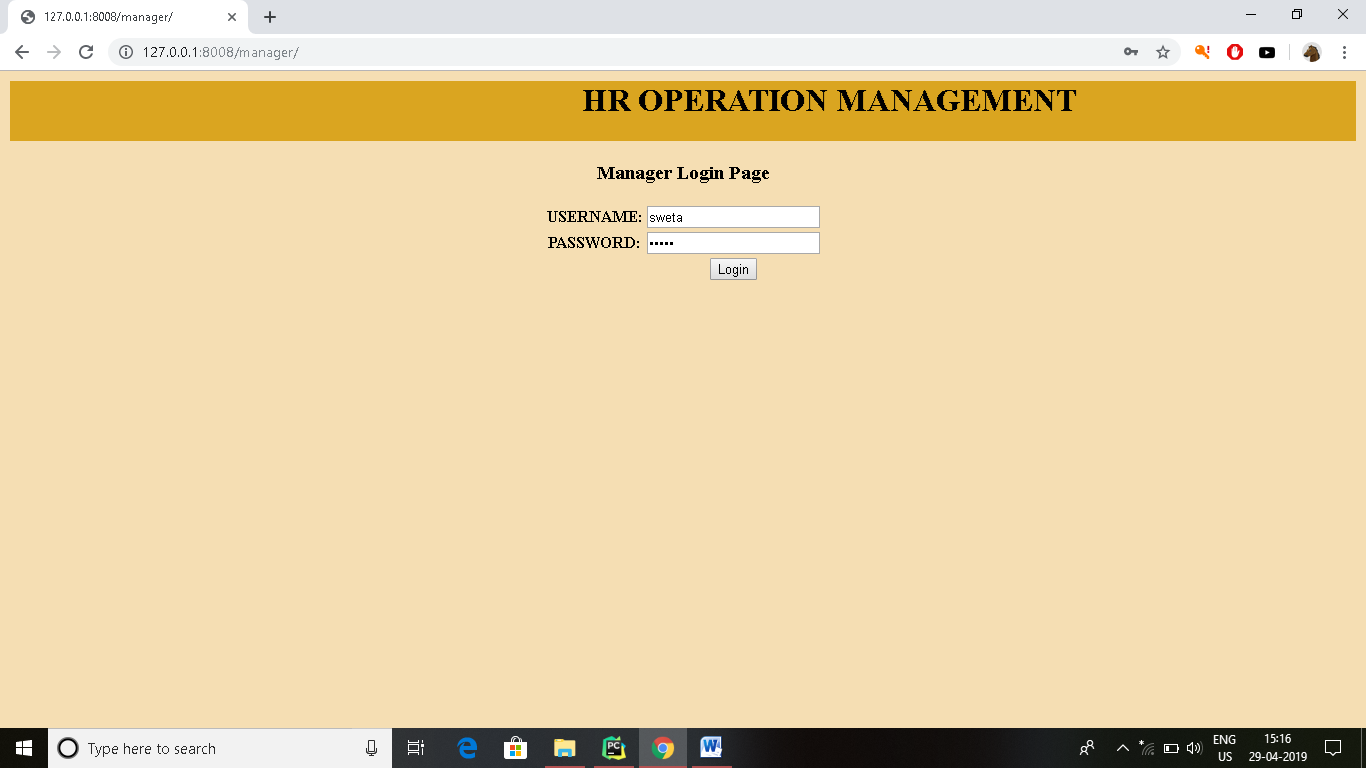 127.0.0.1:8008/manager/
127.0.0.1:8008/manager/
HR OPERATION MANAGEMENT
Manager Login Page
USERNAME: sweta
PASSWORD: •••••
Login
Type here to search
PC
W
ENG
US
15:16
29-04-2019